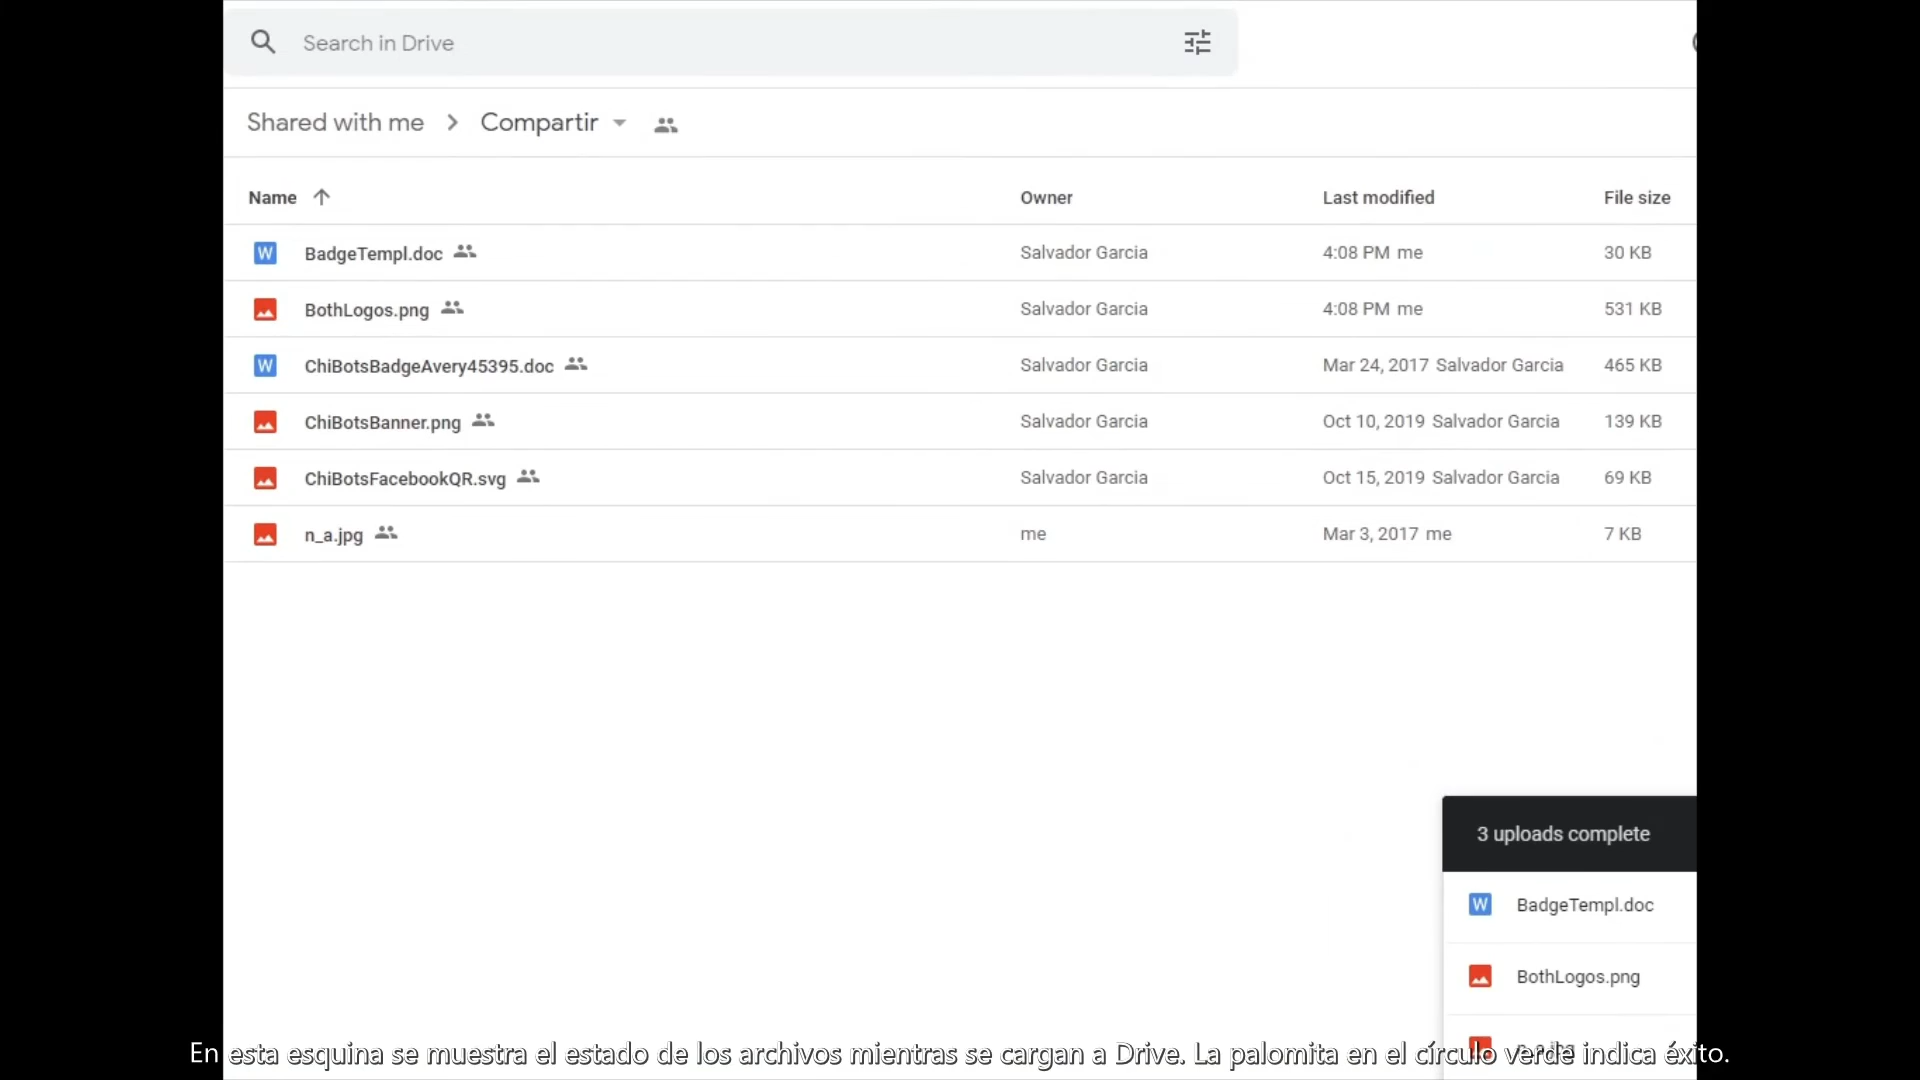 Search in Drive
Shared with me > Compartir
Name Owner Last modified File size
W BadgeTempl.doc Salvador Garcia 4:08 PM me 30 KB
BothLogos.png Salvador Garcia 4:08 PM me 531 KB
W ChiBotsBadgeAvery45395.doc Salvador Garcia Mar 24, 2017 Salvador Garcia 465 KB
ChiBotsBanner.png Salvador Garcia Oct 10, 2019 Salvador Garcia 139 KB
ChiBotsFacebookQR.svg Salvador Garcia Oct 15, 2019 Salvador Garcia 69 KB
n_a.jpg me Mar 3, 2017 me 7 KB
3 uploads complete
W BadgeTempl.doc
BothLogos.png
En esta esquina se muestra el estado de los archivos mientras se cargan a Drive. La palomita en el círculo verde indica éxito.